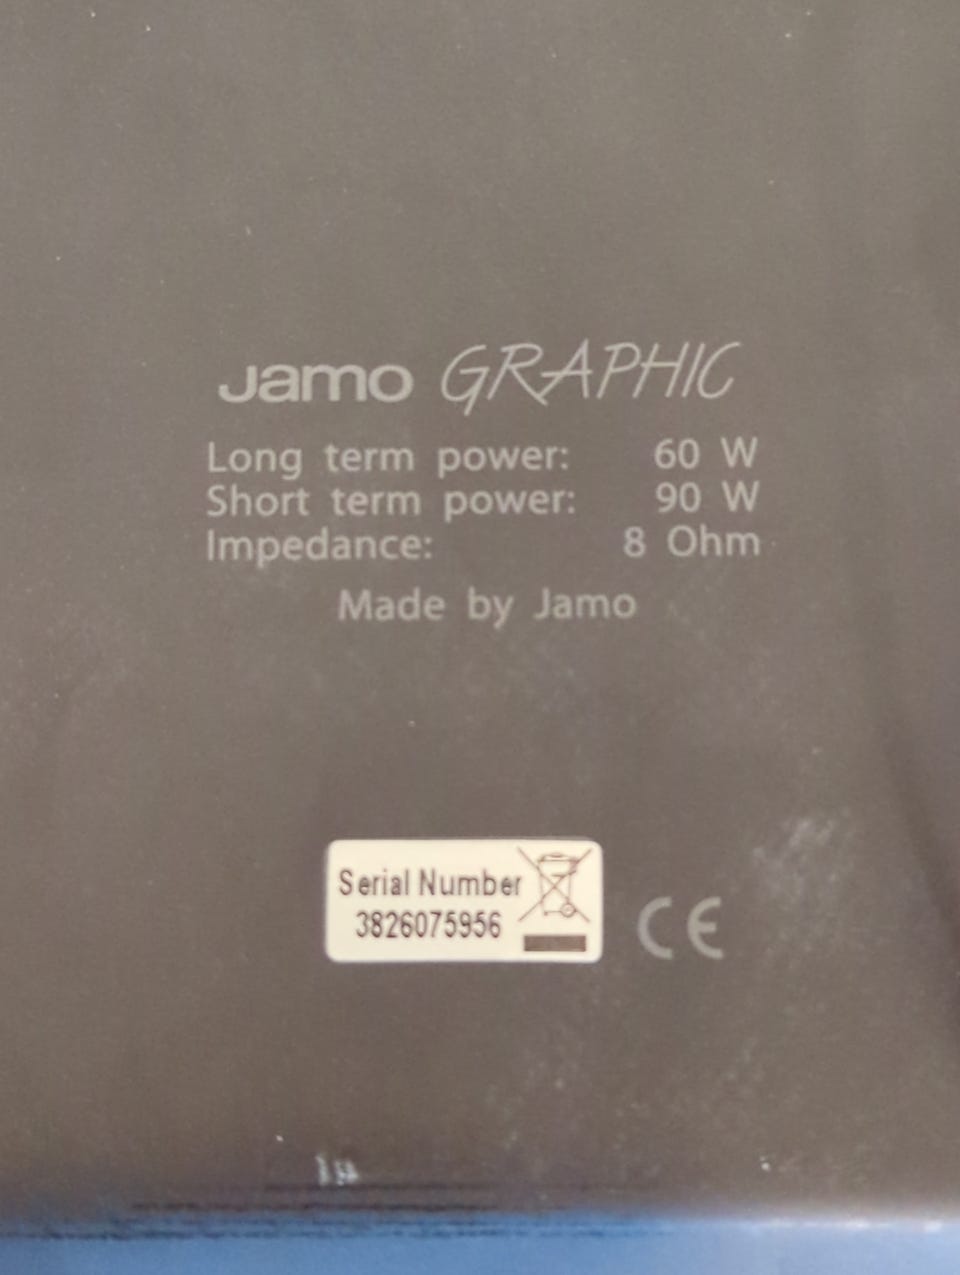 Jamo GRAPHIC
Long term power: 60 W
Short term power: 90 W
Impedance: 8 Ohm
Made by Jamo
Serial Number
3826075956
CE